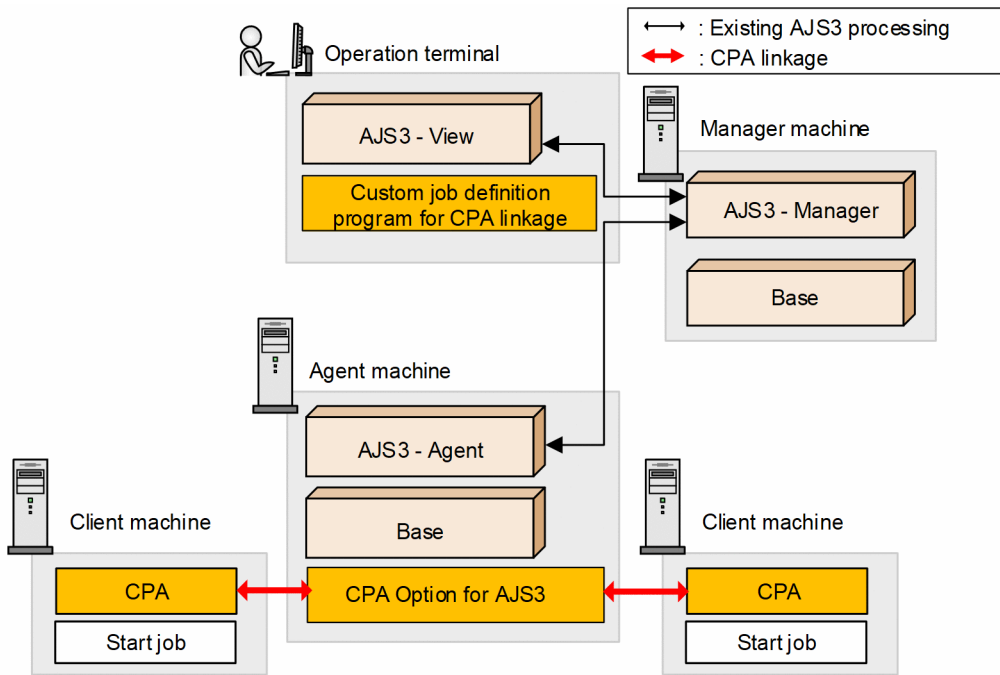 : Existing AJS3 processing
: CPA linkage
Operation terminal
AJS3 - View
Custom job definition
program for CPA linkage
Manager machine
AJS3 - Manager
Base
Agent machine
AJS3 - Agent
Base
CPA Option for AJS3
Client machine
CPA
Start job
Client machine
CPA
Start job